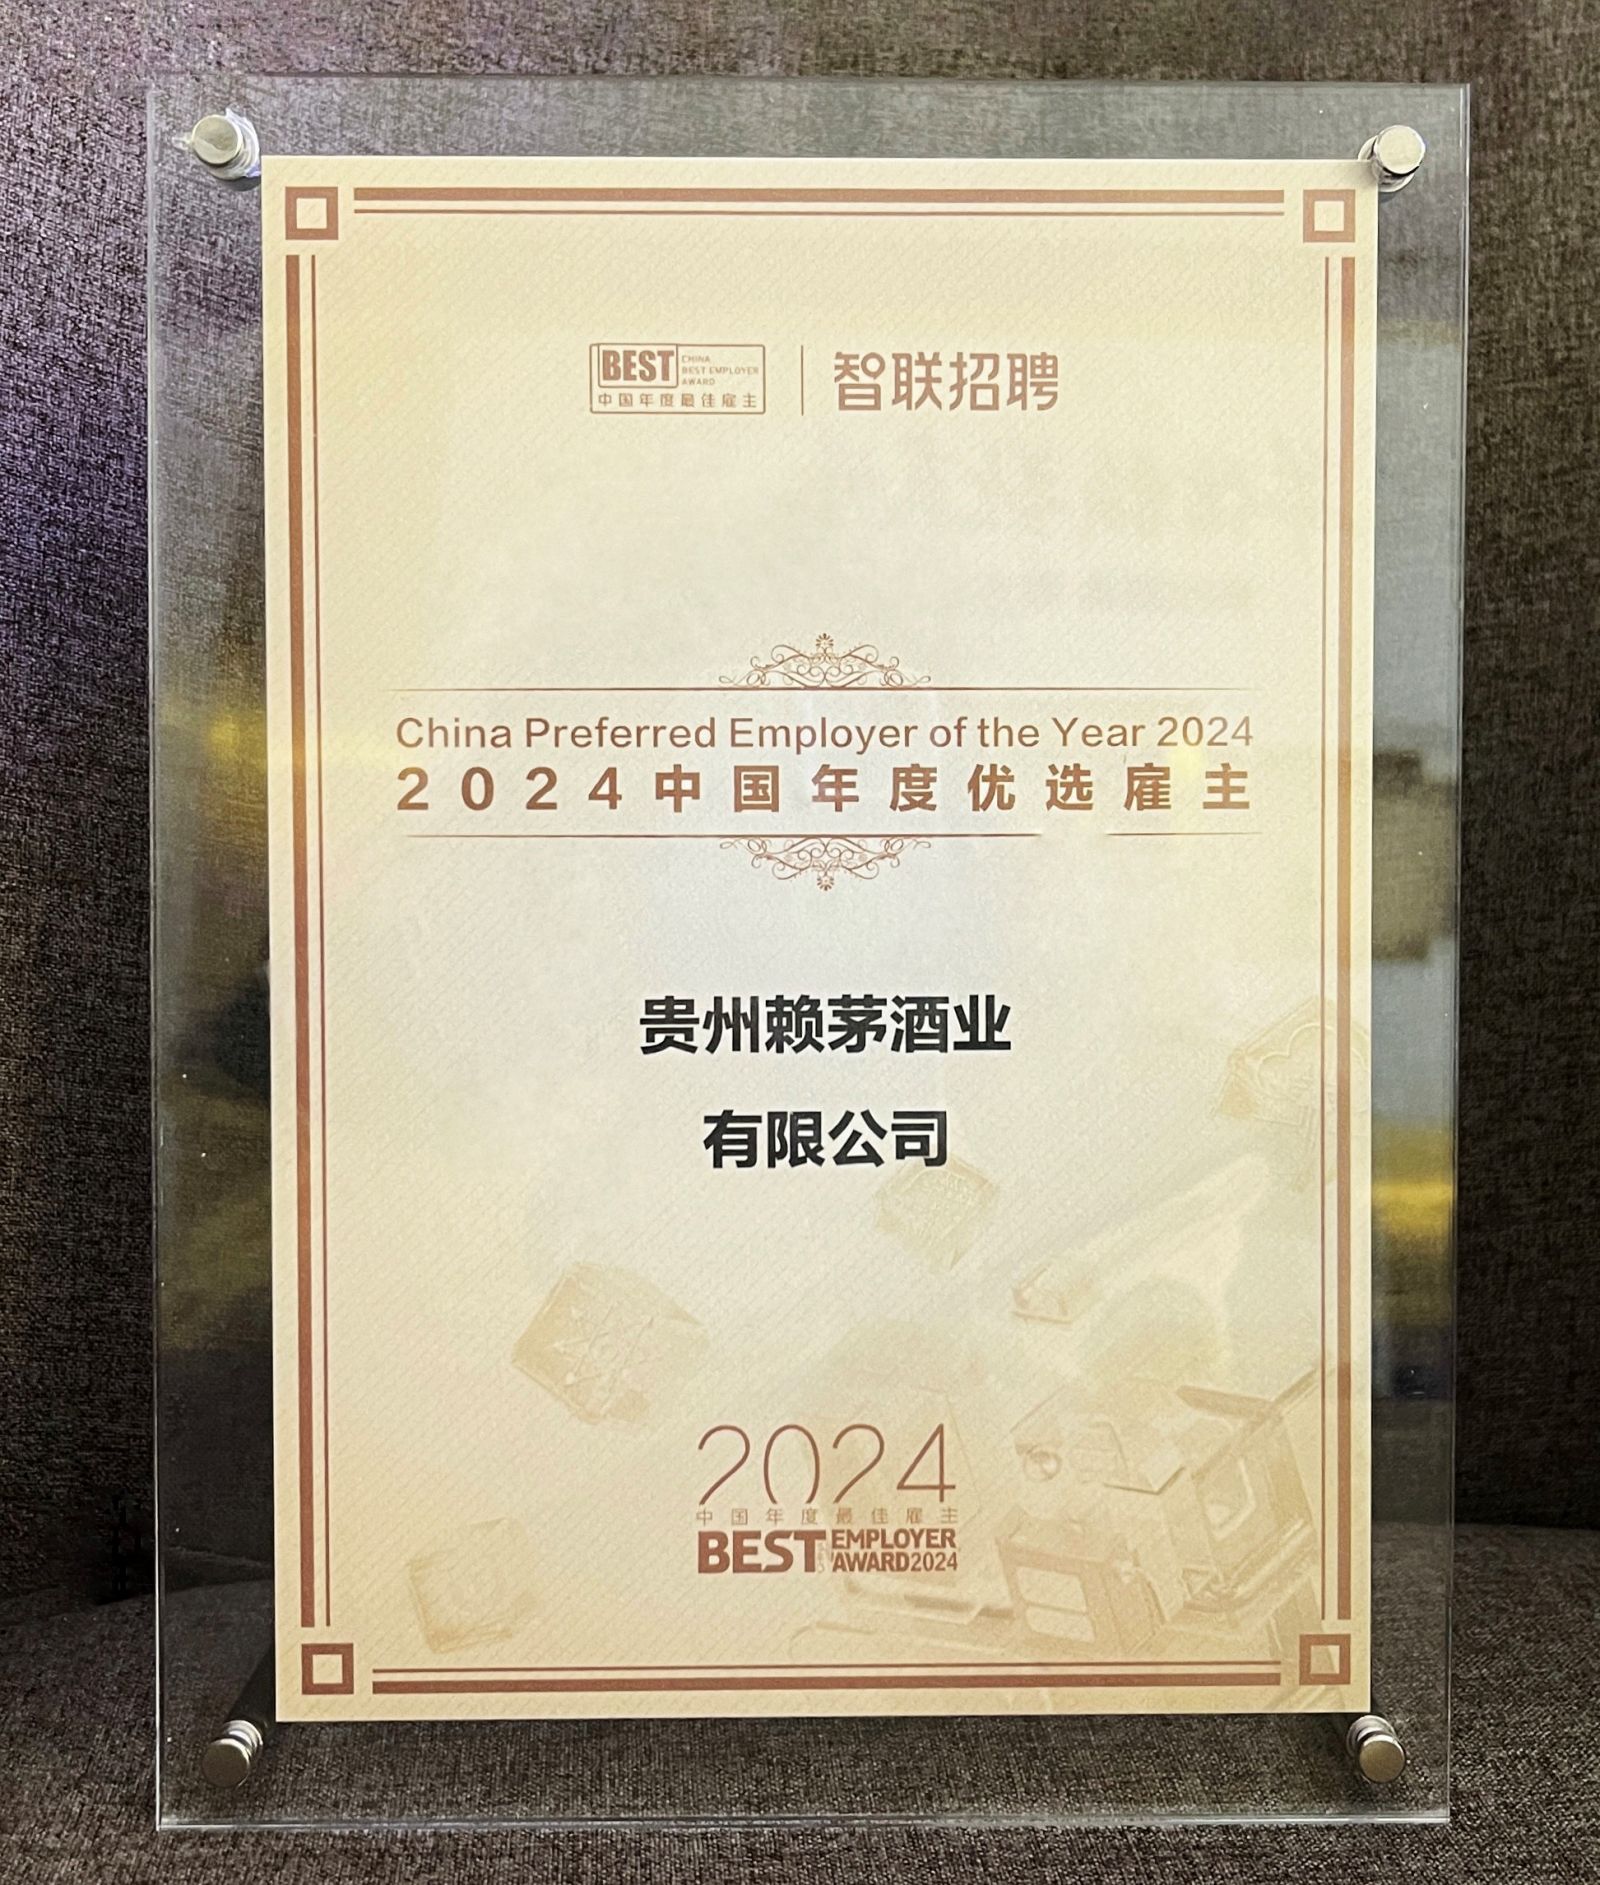 BEST
CHINA
BEST EMPLOYER
AWARD
中国年度最佳雇主
智联招聘
China Preferred Employer of the Year 2024
2024中国年度优选雇主
贵州赖茅酒业
有限公司
2024
中国年度最佳雇主
BEST EMPLOYER
AWARD2024